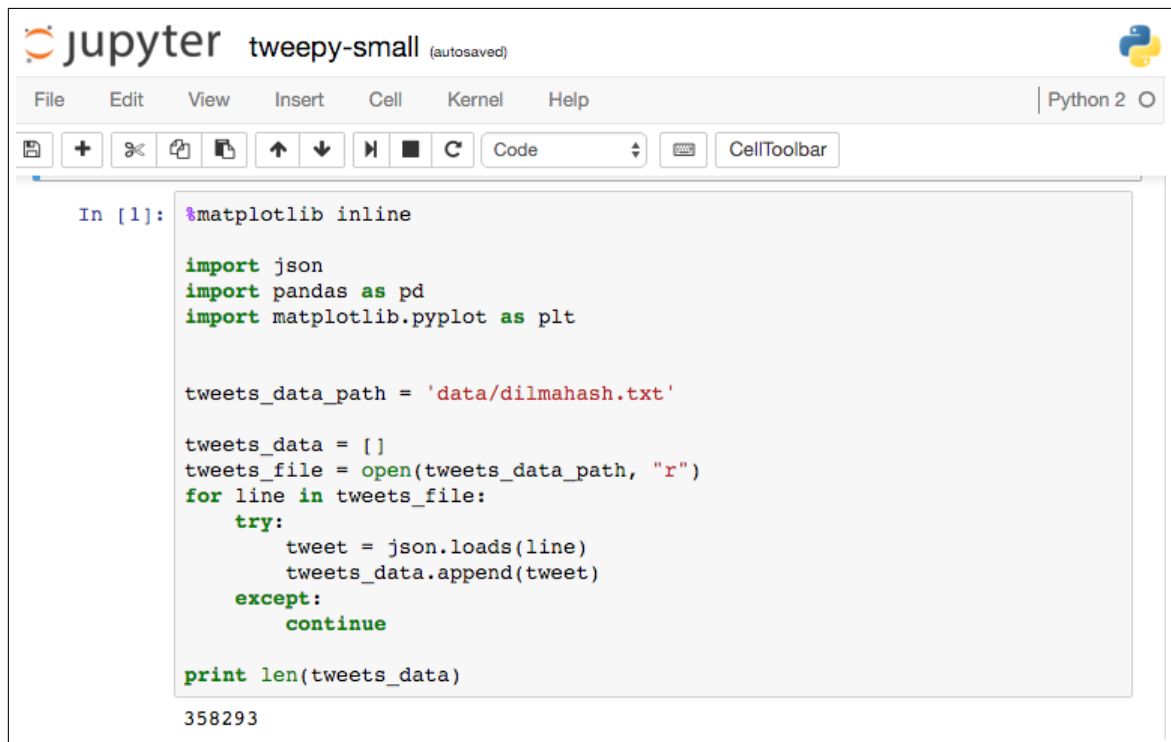 jupyter tweepy-small (autosaved)
File Edit View Insert Cell Kernel Help Python 2
Code CellToolbar
In [1]: %matplotlib inline
import json
import pandas as pd
import matplotlib.pyplot as plt
tweets_data_path = 'data/dilmahash.txt'
tweets_data = []
tweets_file = open(tweets_data_path, "r")
for line in tweets_file:
    try:
        tweet = json.loads(line)
        tweets_data.append(tweet)
    except:
        continue
print len(tweets_data)
358293